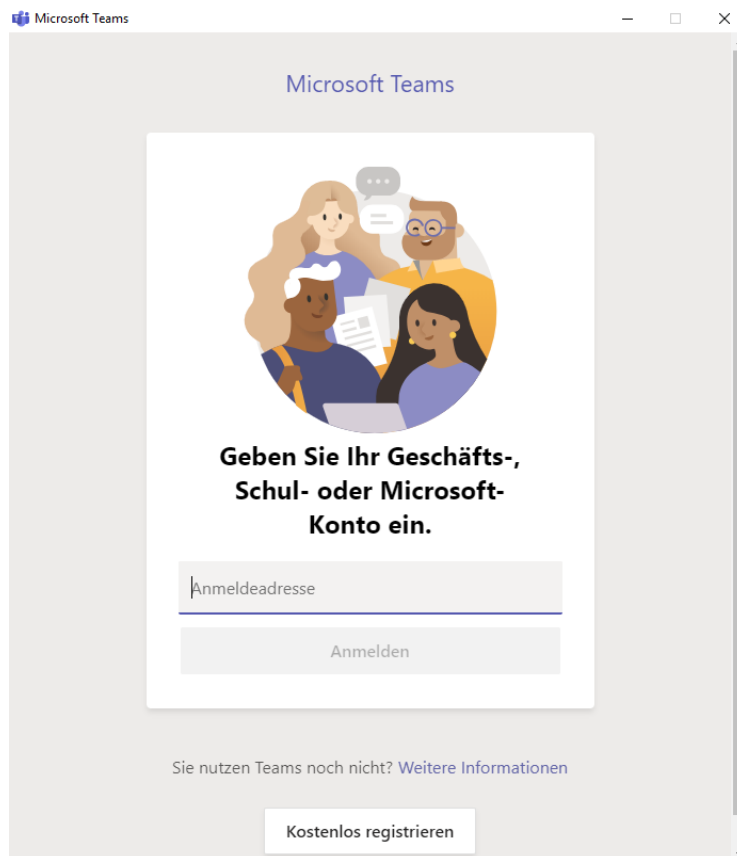 Microsoft Teams
Microsoft Teams
Geben Sie Ihr Geschäfts-,
Schul- oder Microsoft-
Konto ein.
Anmeldeadresse
Anmelden
Sie nutzen Teams noch nicht? Weitere Informationen
Kostenlos registrieren